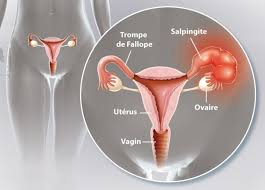 Trompe
de Fallope
Salpingite
Utérus
Ovaire
Vagin